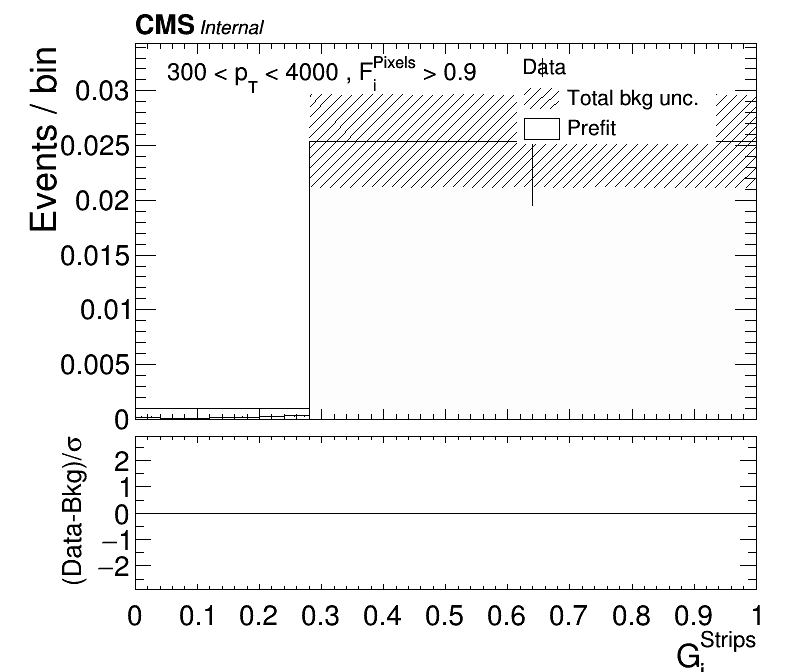 CMS Internal
300 < p_T < 4000 , F_i^Pixels > 0.9
Data
Total bkg unc.
Prefit
Events / bin
0.03
0.025
0.02
0.015
0.01
0.005
0
(Data-Bkg)/σ
2
1
0
−1
−2
0 0.1 0.2 0.3 0.4 0.5 0.6 0.7 0.8 0.9 1
G_i^Strips